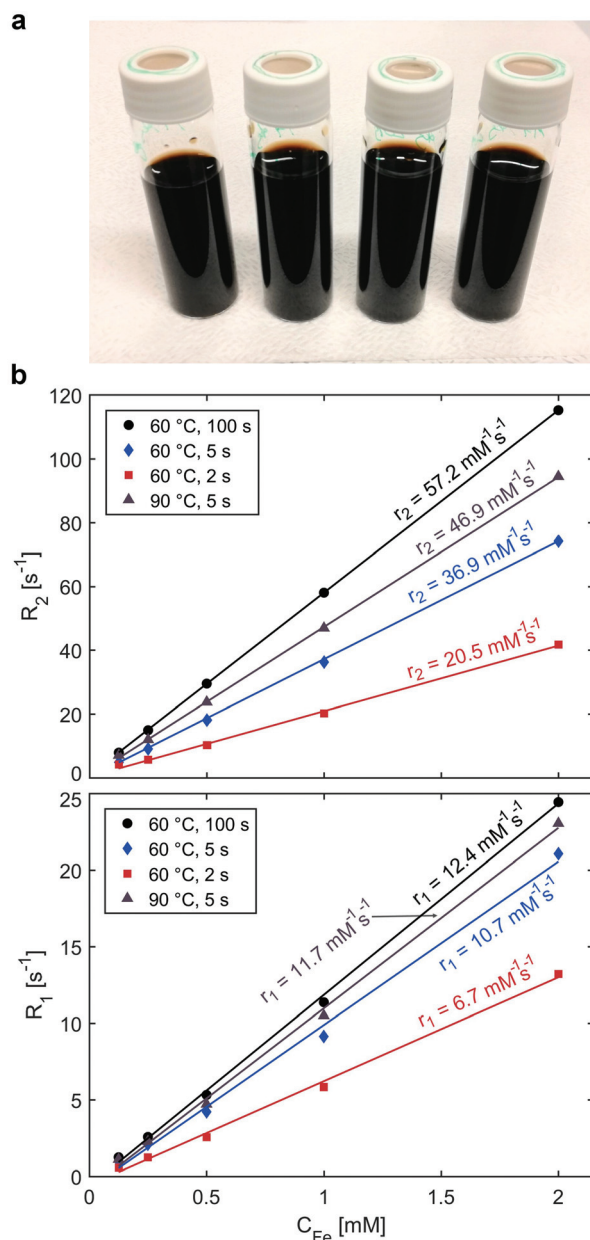 a
b
120
100
80
60
40
20
0
R₂ [s⁻¹]
60 °C, 100 s
60 °C, 5 s
60 °C, 2 s
90 °C, 5 s
r₂ = 57.2 mM⁻¹s⁻¹
r₂ = 46.9 mM⁻¹s⁻¹
r₂ = 36.9 mM⁻¹s⁻¹
r₂ = 20.5 mM⁻¹s⁻¹
25
20
15
10
5
0
R₁ [s⁻¹]
60 °C, 100 s
60 °C, 5 s
60 °C, 2 s
90 °C, 5 s
r₁ = 12.4 mM⁻¹s⁻¹
r₁ = 11.7 mM⁻¹s⁻¹
r₁ = 10.7 mM⁻¹s⁻¹
r₁ = 6.7 mM⁻¹s⁻¹
0 0.5 1 1.5 2
C_Fe [mM]